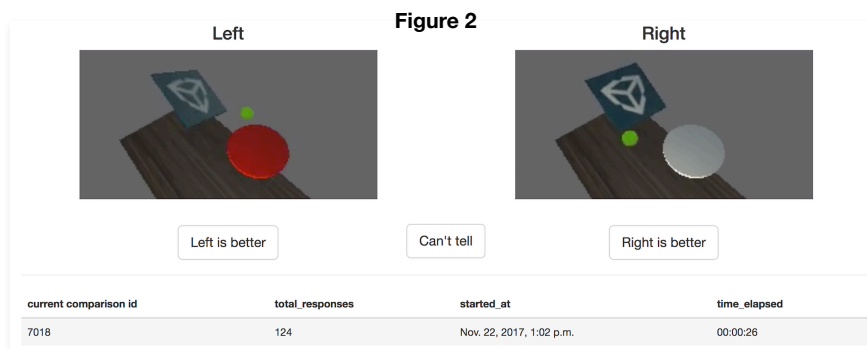 Figure 2
Left Right
Left is better Can't tell Right is better
current comparison id total_responses started_at time_elapsed
7018 124 Nov. 22, 2017, 1:02 p.m. 00:00:26